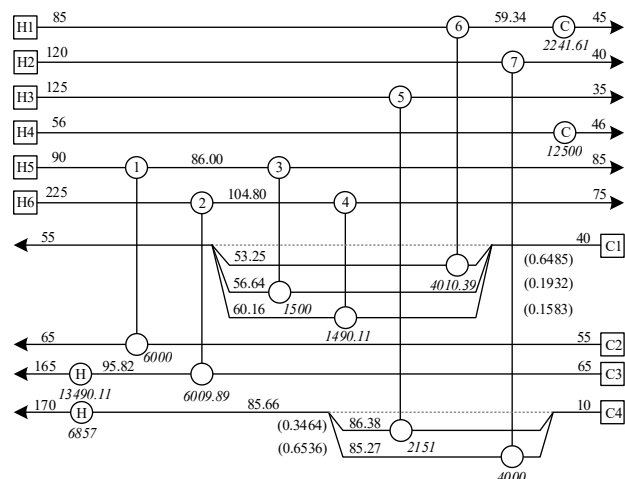 H1 85 6 59.34 C 45
2241.61
H2 120 7 40
H3 125 5 35
H4 56 C 46
12500
H5 90 1 86.00 3 85
H6 225 2 104.80 4 75
55 40 C1
53.25 4010.39 (0.6485)
56.64 1500 (0.1932)
60.16 1490.11 (0.1583)
65 6000 55 C2
165 H 95.82 65 C3
13490.11 6009.89
170 H 85.66 10 C4
6857
(0.3464) 86.38 2151
(0.6536) 85.27 4000